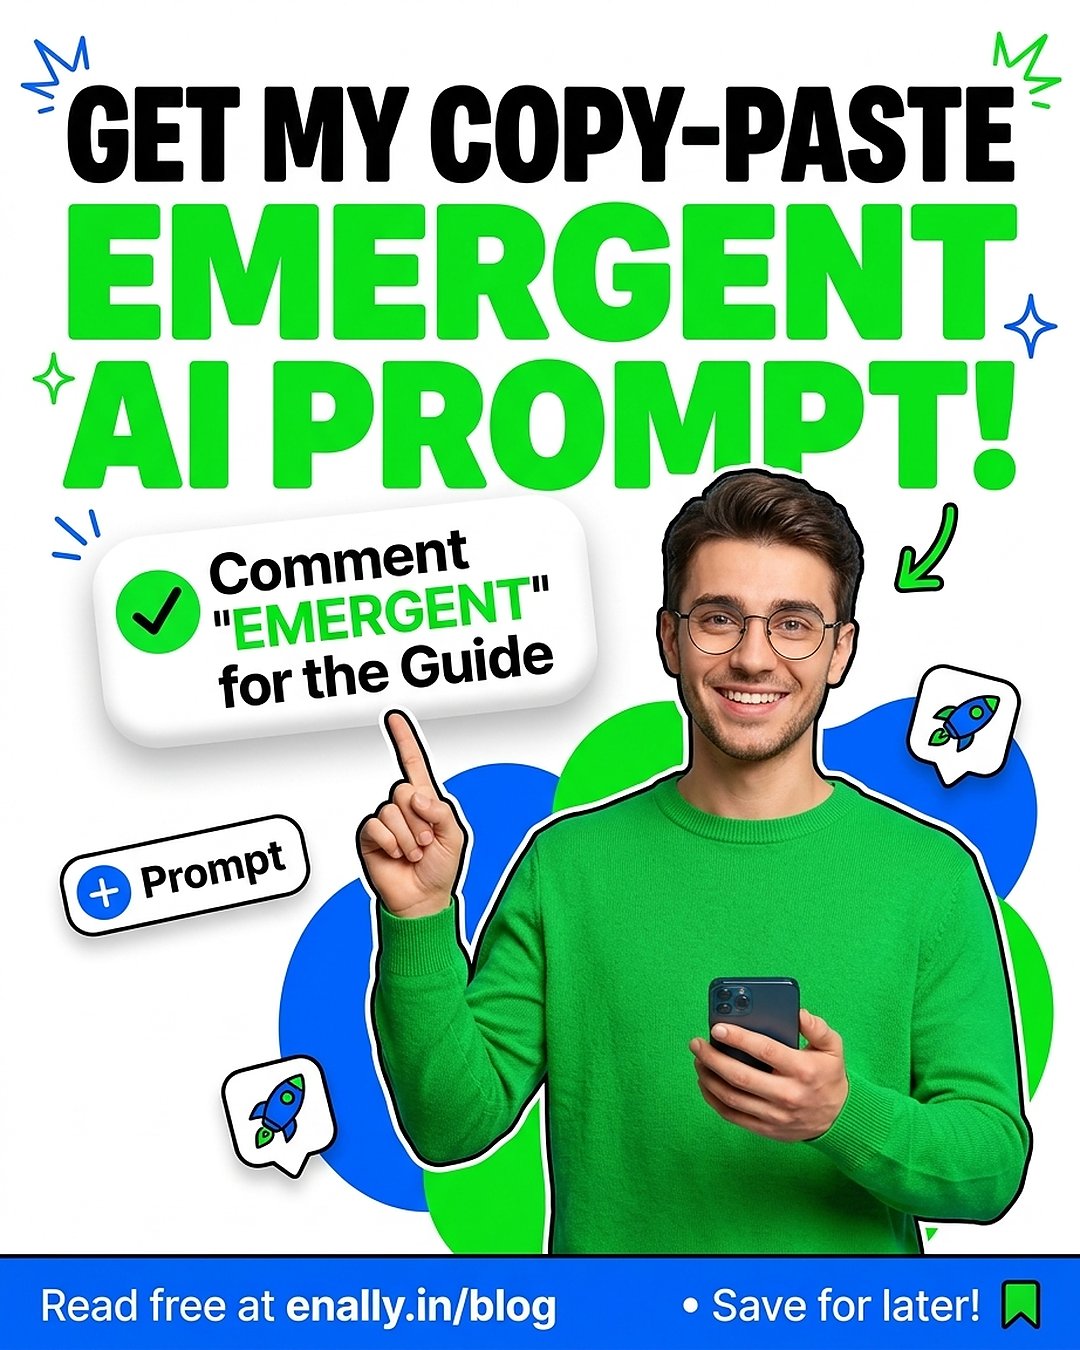 GET MY COPY-PASTE
EMERGENT
AI PROMPT!
Comment
"EMERGENT"
for the Guide
Prompt
Read free at enally.in/blog
• Save for later!